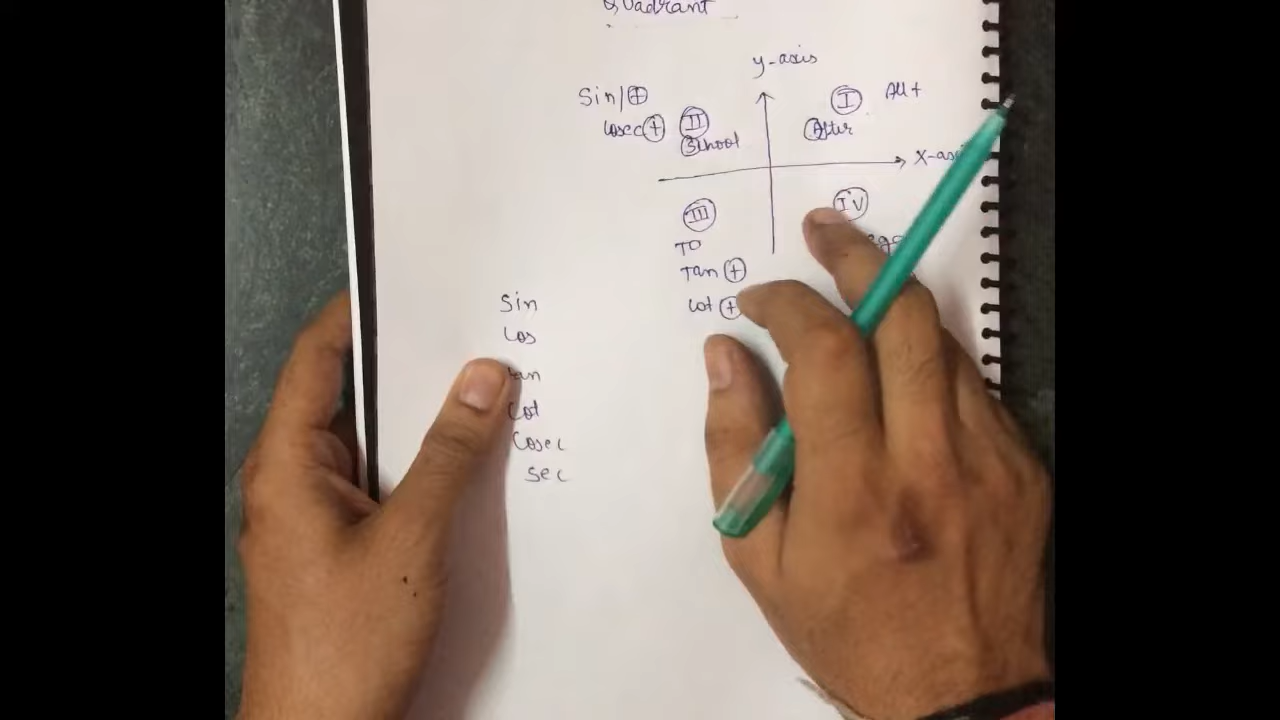 Quadrant
y-axis
Sin/+
Cosec +
II
School
I
All +
After
X-axis
III
To
Tan +
Cot +
IV
Sin
Cos
tan
Cot
Cosec
Sec